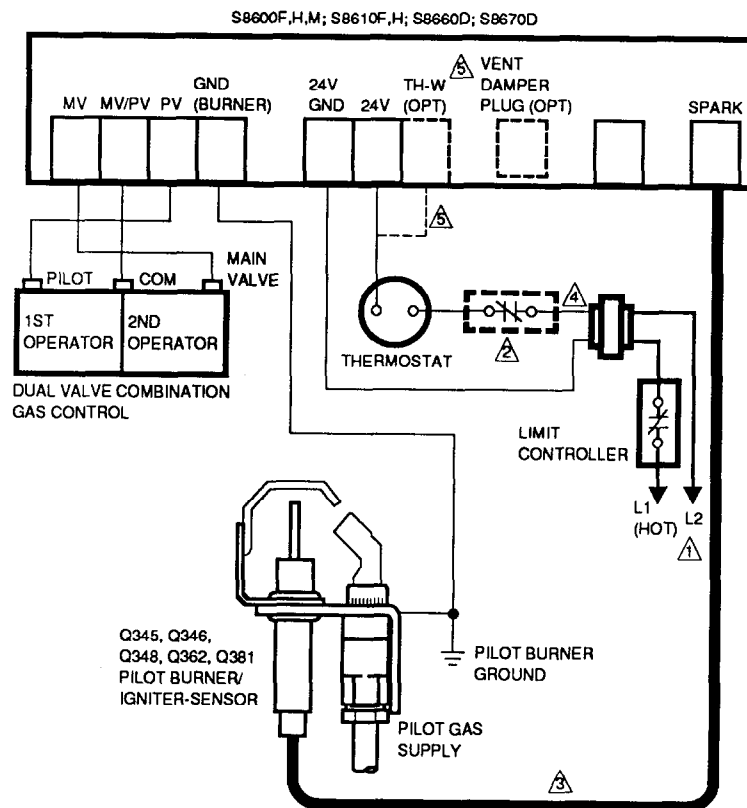 S8600F,H,M; S8610F,H; S8660D; S8670D
MV
MV/PV
PV
GND
(BURNER)
24V
GND
24V
TH-W
(OPT)
5
VENT
DAMPER
PLUG (OPT)
SPARK
5
PILOT
COM
MAIN
VALVE
1ST
OPERATOR
2ND
OPERATOR
DUAL VALVE COMBINATION
GAS CONTROL
THERMOSTAT
2
4
LIMIT
CONTROLLER
L1
(HOT)
L2
1
Q345, Q346,
Q348, Q362, Q381
PILOT BURNER/
IGNITER-SENSOR
PILOT BURNER
GROUND
PILOT GAS
SUPPLY
3